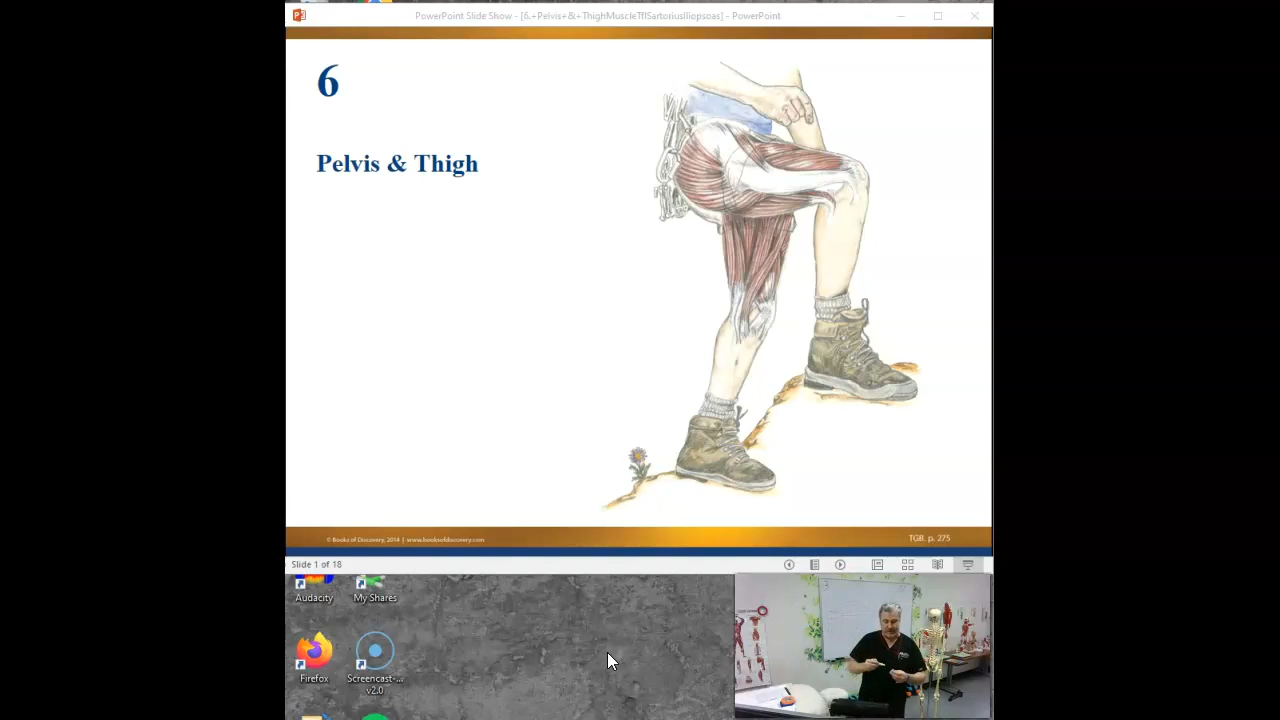 PowerPoint Slide Show - [6.+Pelvis+&+ThighMuscleTflSartoriusIliopsoas] - PowerPoint
6
Pelvis & Thigh
© Books of Discovery, 2014 | www.booksofdiscovery.com
TGB. p. 275
Slide 1 of 18
Audacity
My Shares
Firefox
Screencast-...
v2.0